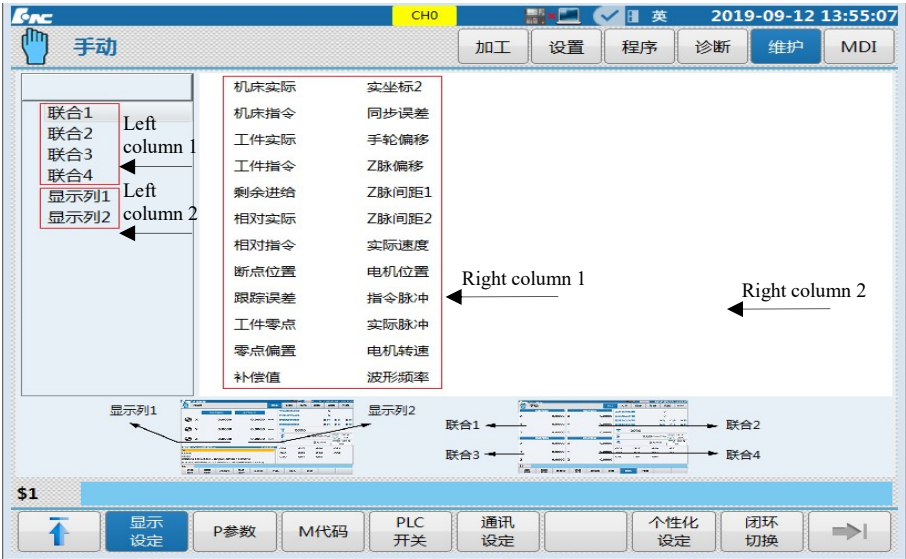 CH0 英 2019-09-12 13:55:07
手动 加工 设置 程序 诊断 维护 MDI
联合1
联合2
联合3
联合4
显示列1
显示列2
Left
column 1
Left
column 2
机床实际 实坐标2
机床指令 同步误差
工件实际 手轮偏移
工件指令 Z脉偏移
剩余进给 Z脉间距1
相对实际 Z脉间距2
相对指令 实际速度
断点位置 电机位置
跟踪误差 指令脉冲
工件零点 实际脉冲
零点偏置 电机转速
补偿值 波形频率
Right column 1
Right column 2
显示列1 显示列2
联合1 联合2
联合3 联合4
$1
显示
设定
P参数
M代码
PLC
开关
通讯
设定
个性化
设定
闭环
切换